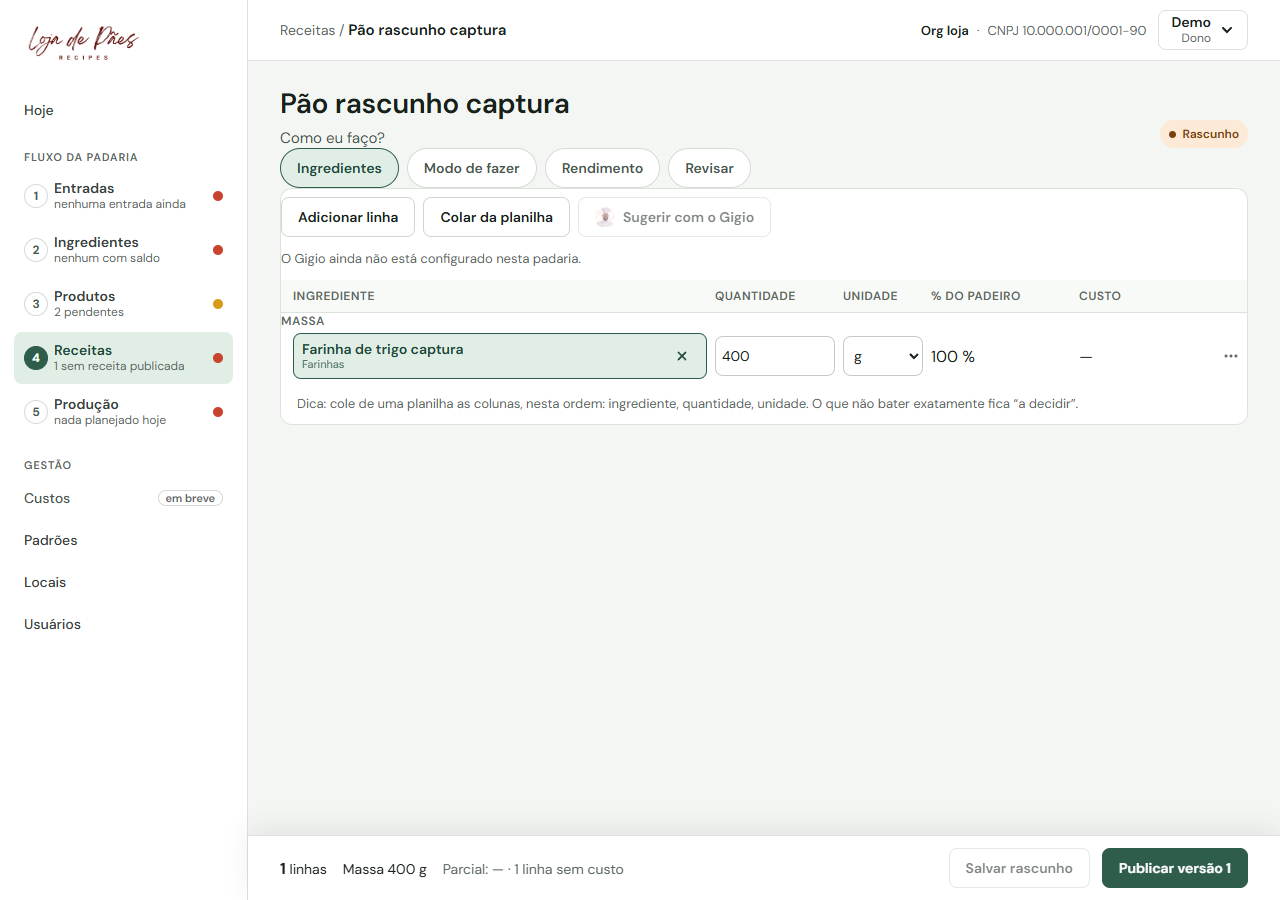 Loja de Pães
RECIPES
Hoje
FLUXO DA PADARIA
1 Entradas
nenhuma entrada ainda
2 Ingredientes
nenhum com saldo
3 Produtos
2 pendentes
4 Receitas
1 sem receita publicada
5 Produção
nada planejado hoje
GESTÃO
Custos em breve
Padrões
Locais
Usuários
Receitas / Pão rascunho captura
Org loja · CNPJ 10.000.001/0001-90
Demo
Dono
Pão rascunho captura
Como eu faço?
Rascunho
Ingredientes Modo de fazer Rendimento Revisar
Adicionar linha Colar da planilha Sugerir com o Gigio
O Gigio ainda não está configurado nesta padaria.
INGREDIENTE QUANTIDADE UNIDADE % DO PADEIRO CUSTO
MASSA
Farinha de trigo captura
Farinhas
✕ 400 g 100 % — ···
Dica: cole de uma planilha as colunas, nesta ordem: ingrediente, quantidade, unidade. O que não bater exatamente fica “a decidir”.
1 linhas Massa 400 g Parcial: — · 1 linha sem custo
Salvar rascunho Publicar versão 1